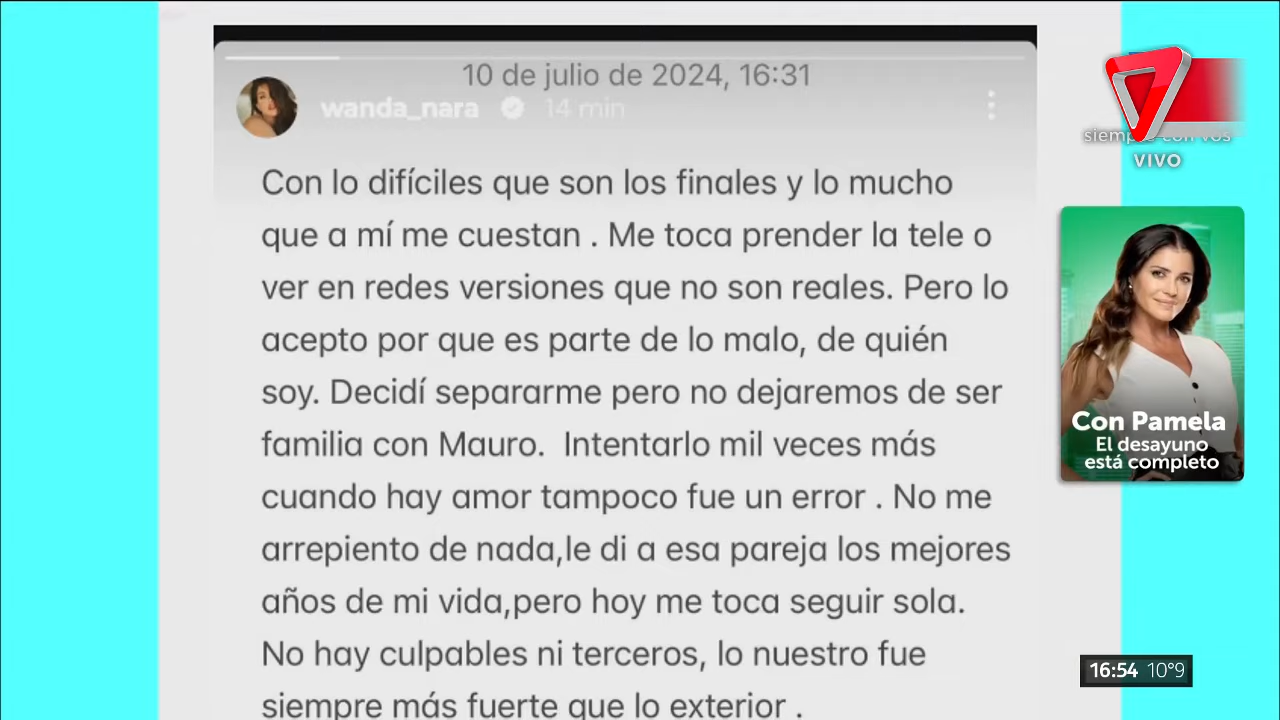 10 de julio de 2024, 16:31
wanda_nara 14 min
Con lo difíciles que son los finales y lo mucho
que a mí me cuestan . Me toca prender la tele o
ver en redes versiones que no son reales. Pero lo
acepto por que es parte de lo malo, de quién
soy. Decidí separarme pero no dejaremos de ser
familia con Mauro.  Intentarlo mil veces más
cuando hay amor tampoco fue un error . No me
arrepiento de nada,le di a esa pareja los mejores
años de mi vida,pero hoy me toca seguir sola.
No hay culpables ni terceros, lo nuestro fue
siempre más fuerte que lo exterior .
siempre con vos
VIVO
Con Pamela
El desayuno
está completo
16:54 10°9